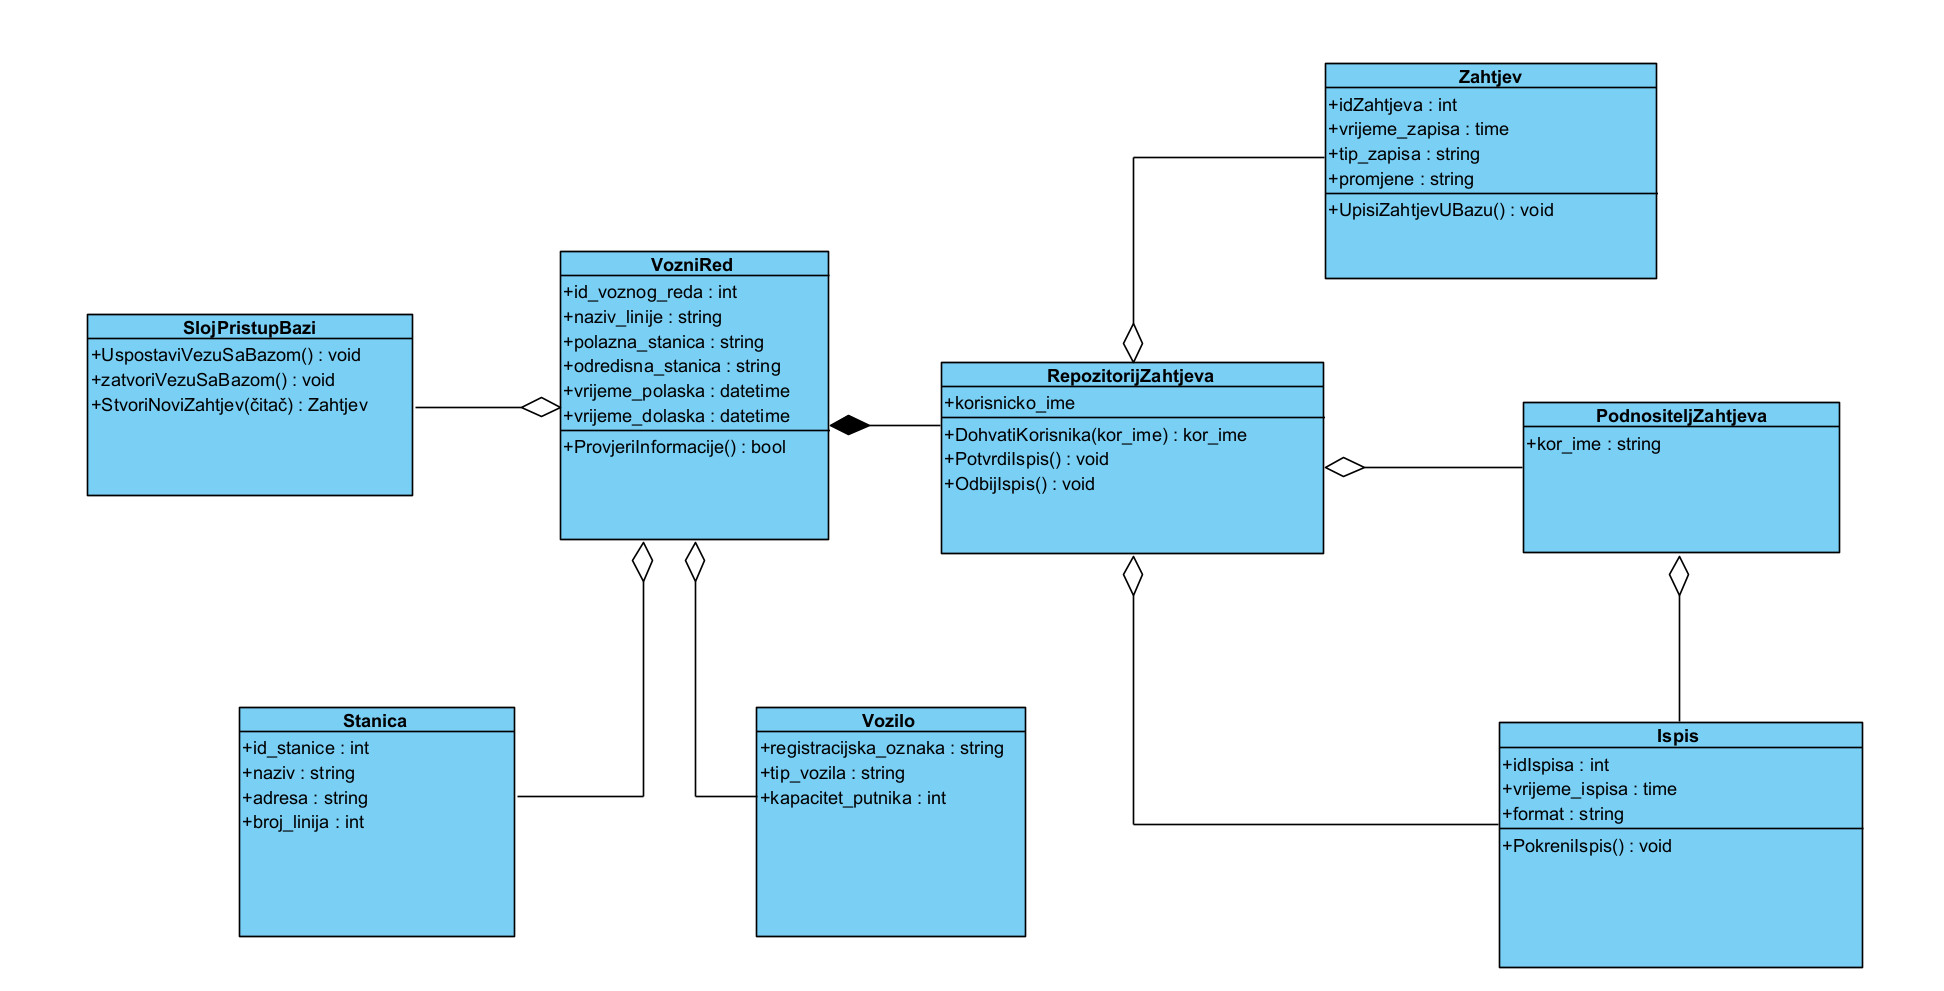 Zahtjev
+idZahtjeva : int
+vrijeme_zapisa : time
+tip_zapisa : string
+promjene : string
+UpisiZahtjevUBazu() : void
VozniRed
+id_voznog_reda : int
+naziv_linije : string
+polazna_stanica : string
+odredisna_stanica : string
+vrijeme_polaska : datetime
+vrijeme_dolaska : datetime
+ProvjeriInformacije() : bool
SlojPristupBazi
+UspostaviVezuSaBazom() : void
+zatvoriVezuSaBazom() : void
+StvoriNoviZahtjev(čitač) : Zahtjev
RepozitorijZahtjeva
+korisnicko_ime
+DohvatiKorisnika(kor_ime) : kor_ime
+PotvrdiIspis() : void
+OdbijIspis() : void
PodnositeljZahtjeva
+kor_ime : string
Stanica
+id_stanice : int
+naziv : string
+adresa : string
+broj_linija : int
Vozilo
+registracijska_oznaka : string
+tip_vozila : string
+kapacitet_putnika : int
Ispis
+idIspisa : int
+vrijeme_ispisa : time
+format : string
+PokreniIspis() : void